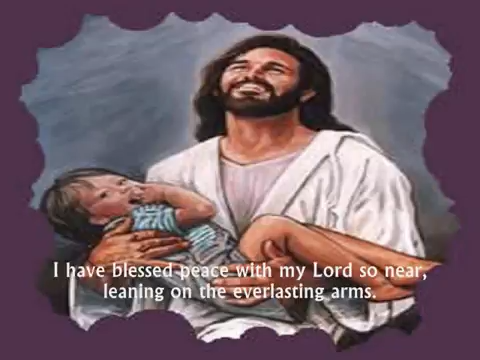 I have blessed peace with my Lord so near,
leaning on the everlasting arms.